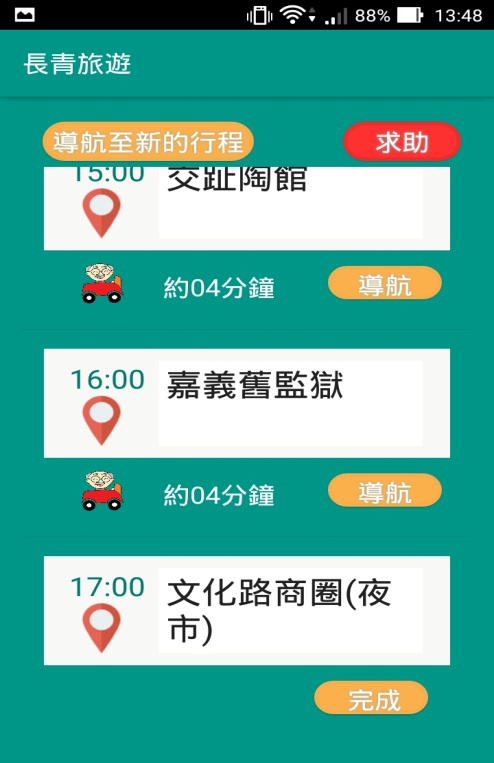 88% 13:48
長青旅遊
導航至新的行程 求助
15:00 交趾陶館
約04分鐘 導航
16:00 嘉義舊監獄
約04分鐘 導航
17:00 文化路商圈(夜
市)
完成